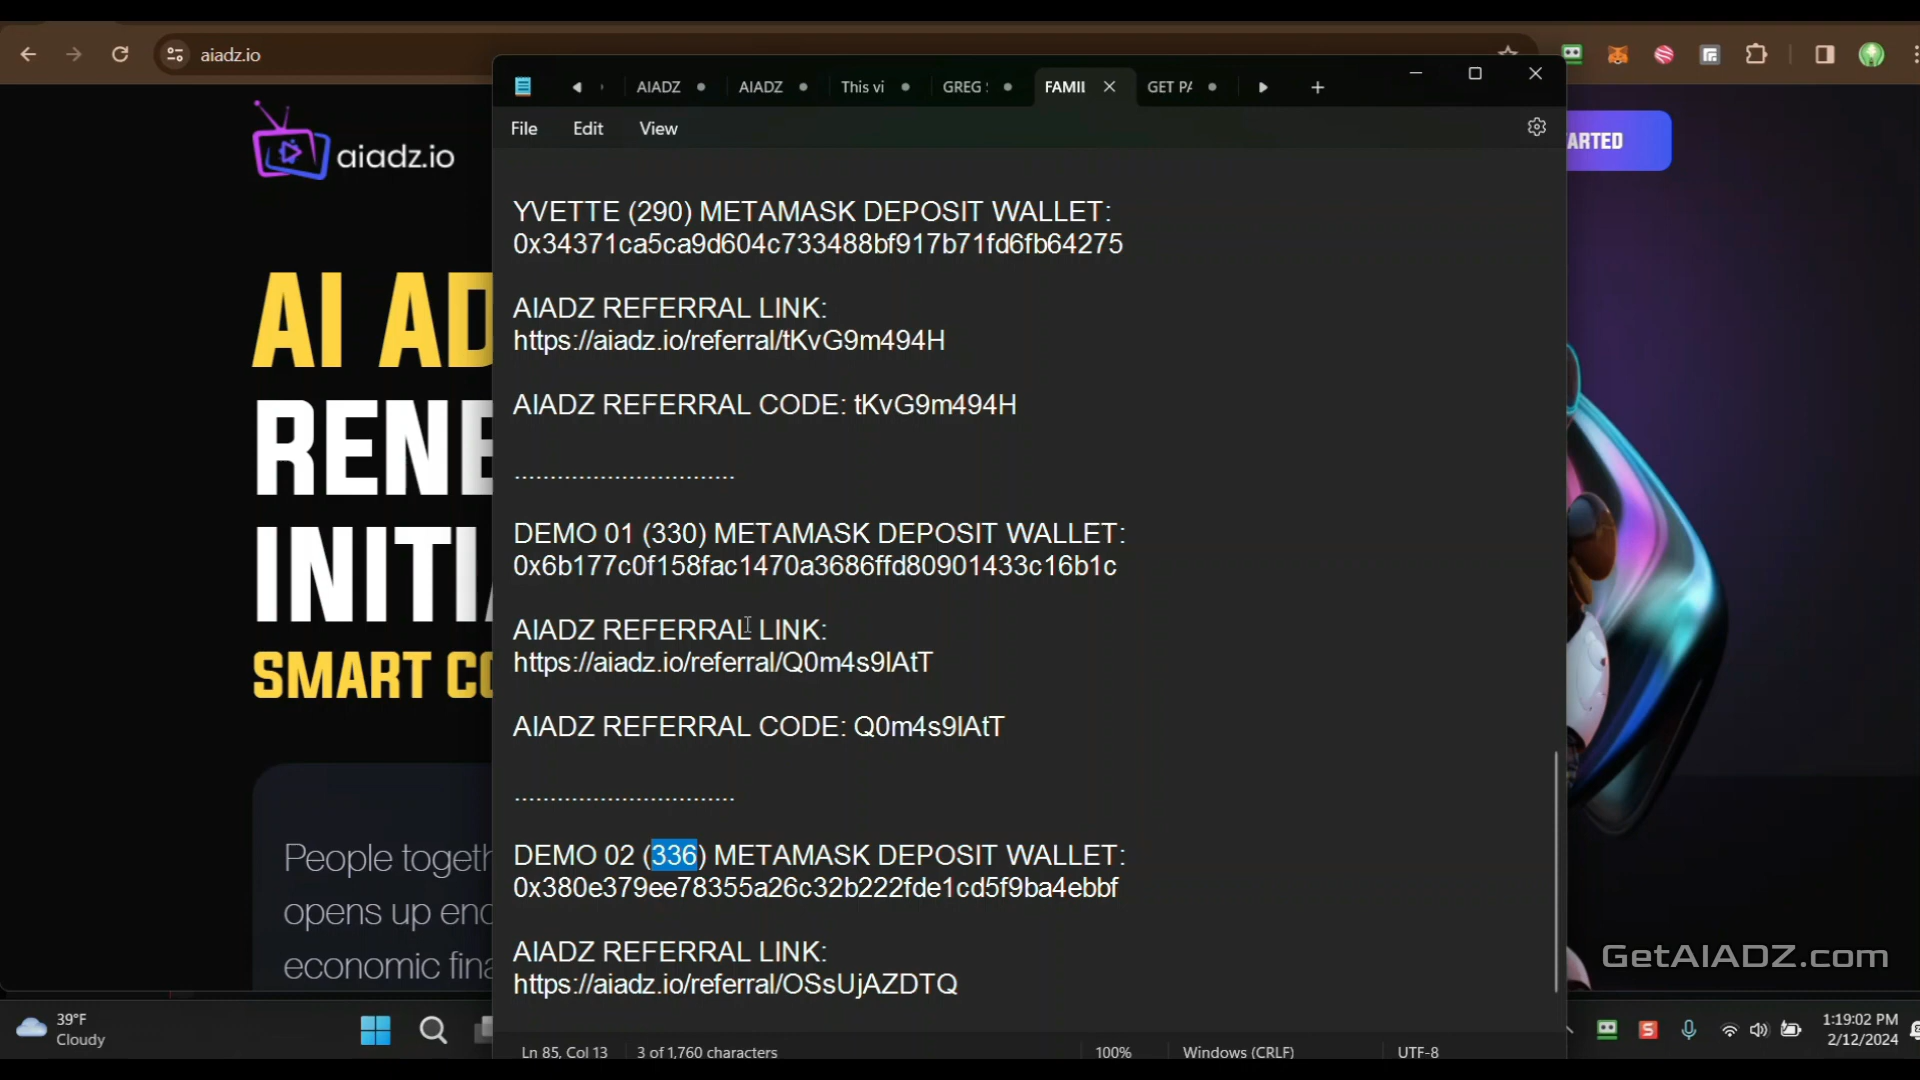 aiadz.io
AIADZ
AIADZ
This vi
GREG
FAMII
GET PA
File
Edit
View
ARTED
aiadz.io
YVETTE (290) METAMASK DEPOSIT WALLET:
0x34371ca5ca9d604c733488bf917b71fd6fb64275
AIADZ REFERRAL LINK:
https://aiadz.io/referral/tKvG9m494H
AIADZ REFERRAL CODE: tKvG9m494H
..............................
DEMO 01 (330) METAMASK DEPOSIT WALLET:
0x6b177c0f158fac1470a3686ffd80901433c16b1c
AIADZ REFERRAL LINK:
https://aiadz.io/referral/Q0m4s9lAtT
AIADZ REFERRAL CODE: Q0m4s9lAtT
..............................
DEMO 02 (336) METAMASK DEPOSIT WALLET:
0x380e379ee78355a26c32b222fde1cd5f9ba4ebbf
AIADZ REFERRAL LINK:
https://aiadz.io/referral/OSsUjAZDTQ
AI AD
RENE
INITI
SMART CO
People togeth
opens up end
economic fina
GetAIADZ.com
Ln 85, Col 13
3 of 1,760 characters
100%
Windows (CRLF)
UTF-8
39°F
Cloudy
1:19:02 PM
2/12/2024